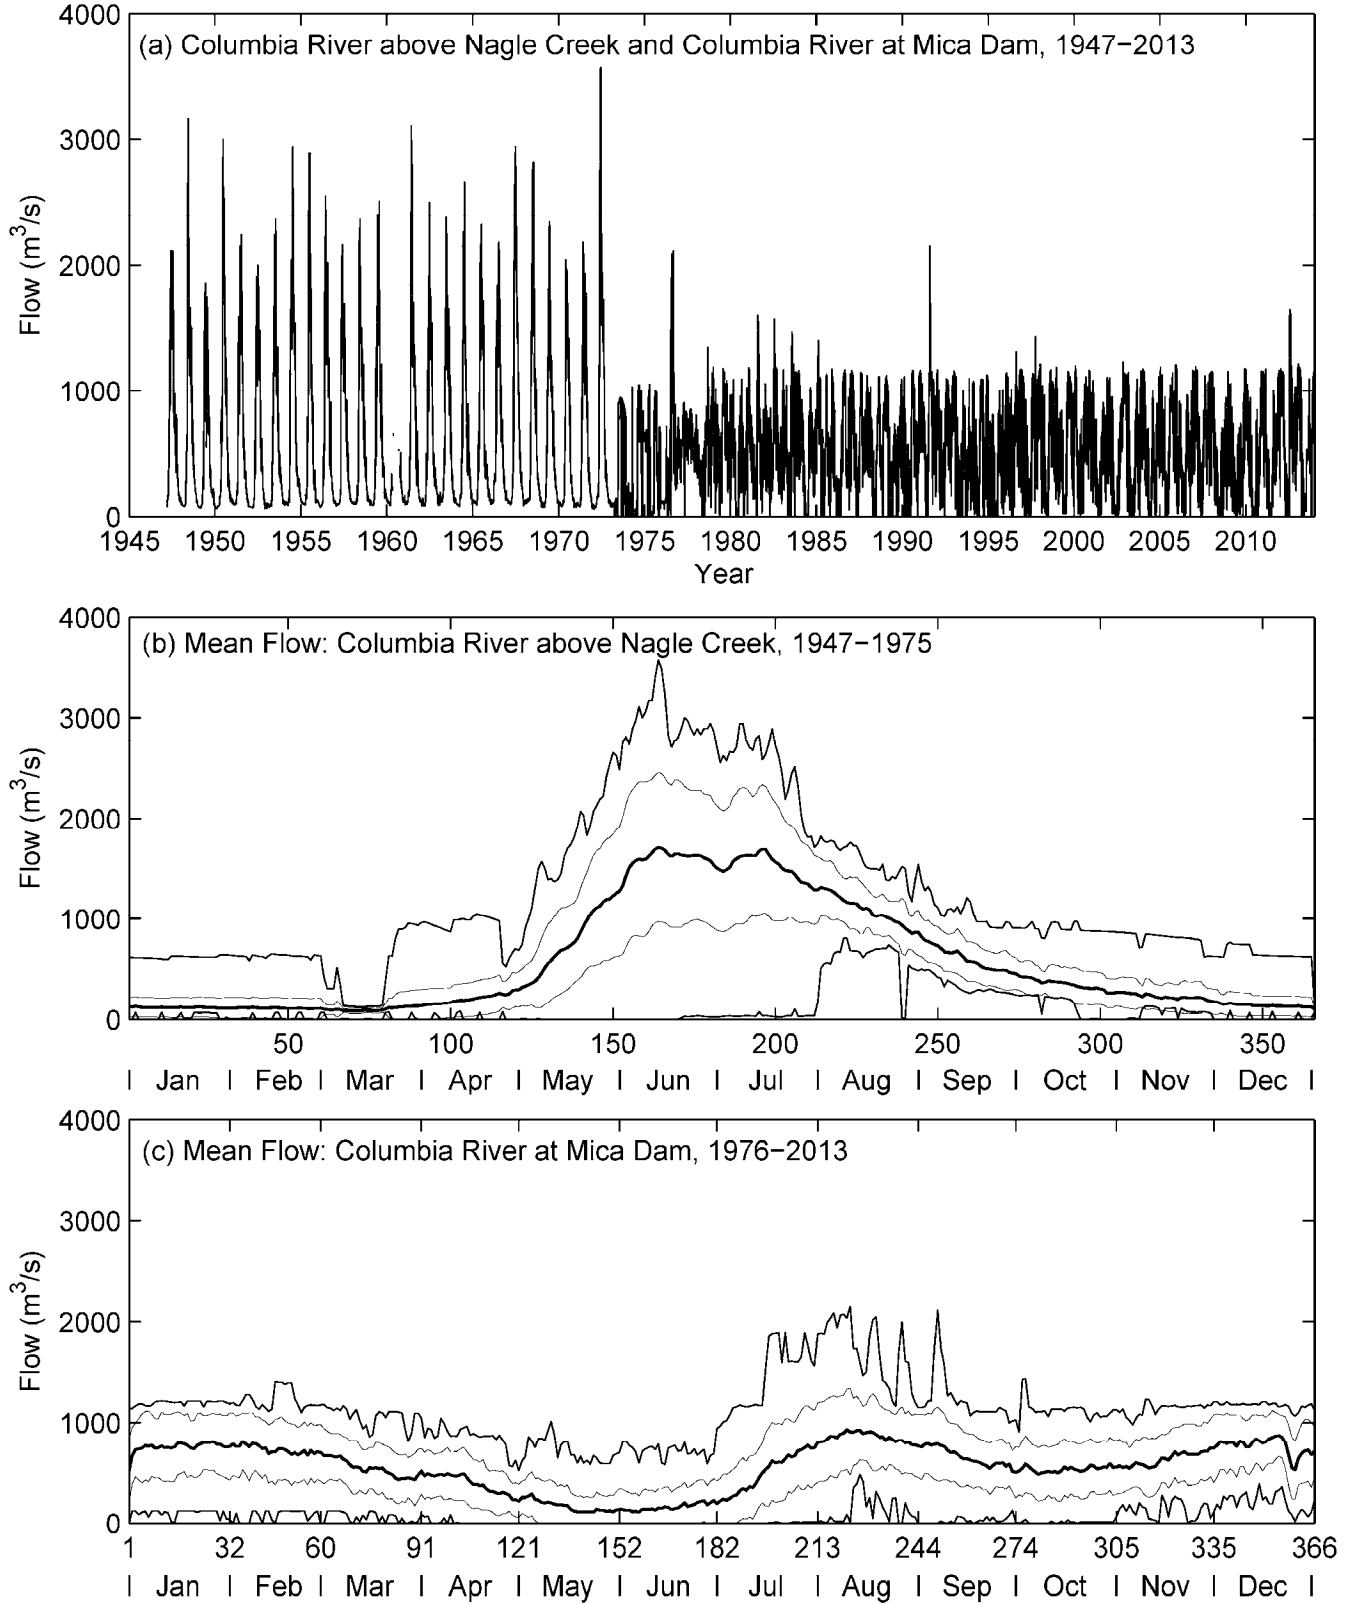 4000
(a) Columbia River above Nagle Creek and Columbia River at Mica Dam, 1947−2013
3000
2000
1000
0
Flow (m³/s)
1945 1950 1955 1960 1965 1970 1975 1980 1985 1990 1995 2000 2005 2010
Year
4000
(b) Mean Flow: Columbia River above Nagle Creek, 1947−1975
3000
2000
1000
0
Flow (m³/s)
50 100 150 200 250 300 350
Jan Feb Mar Apr May Jun Jul Aug Sep Oct Nov Dec
4000
(c) Mean Flow: Columbia River at Mica Dam, 1976−2013
3000
2000
1000
0
Flow (m³/s)
1 32 60 91 121 152 182 213 244 274 305 335 366
Jan Feb Mar Apr May Jun Jul Aug Sep Oct Nov Dec